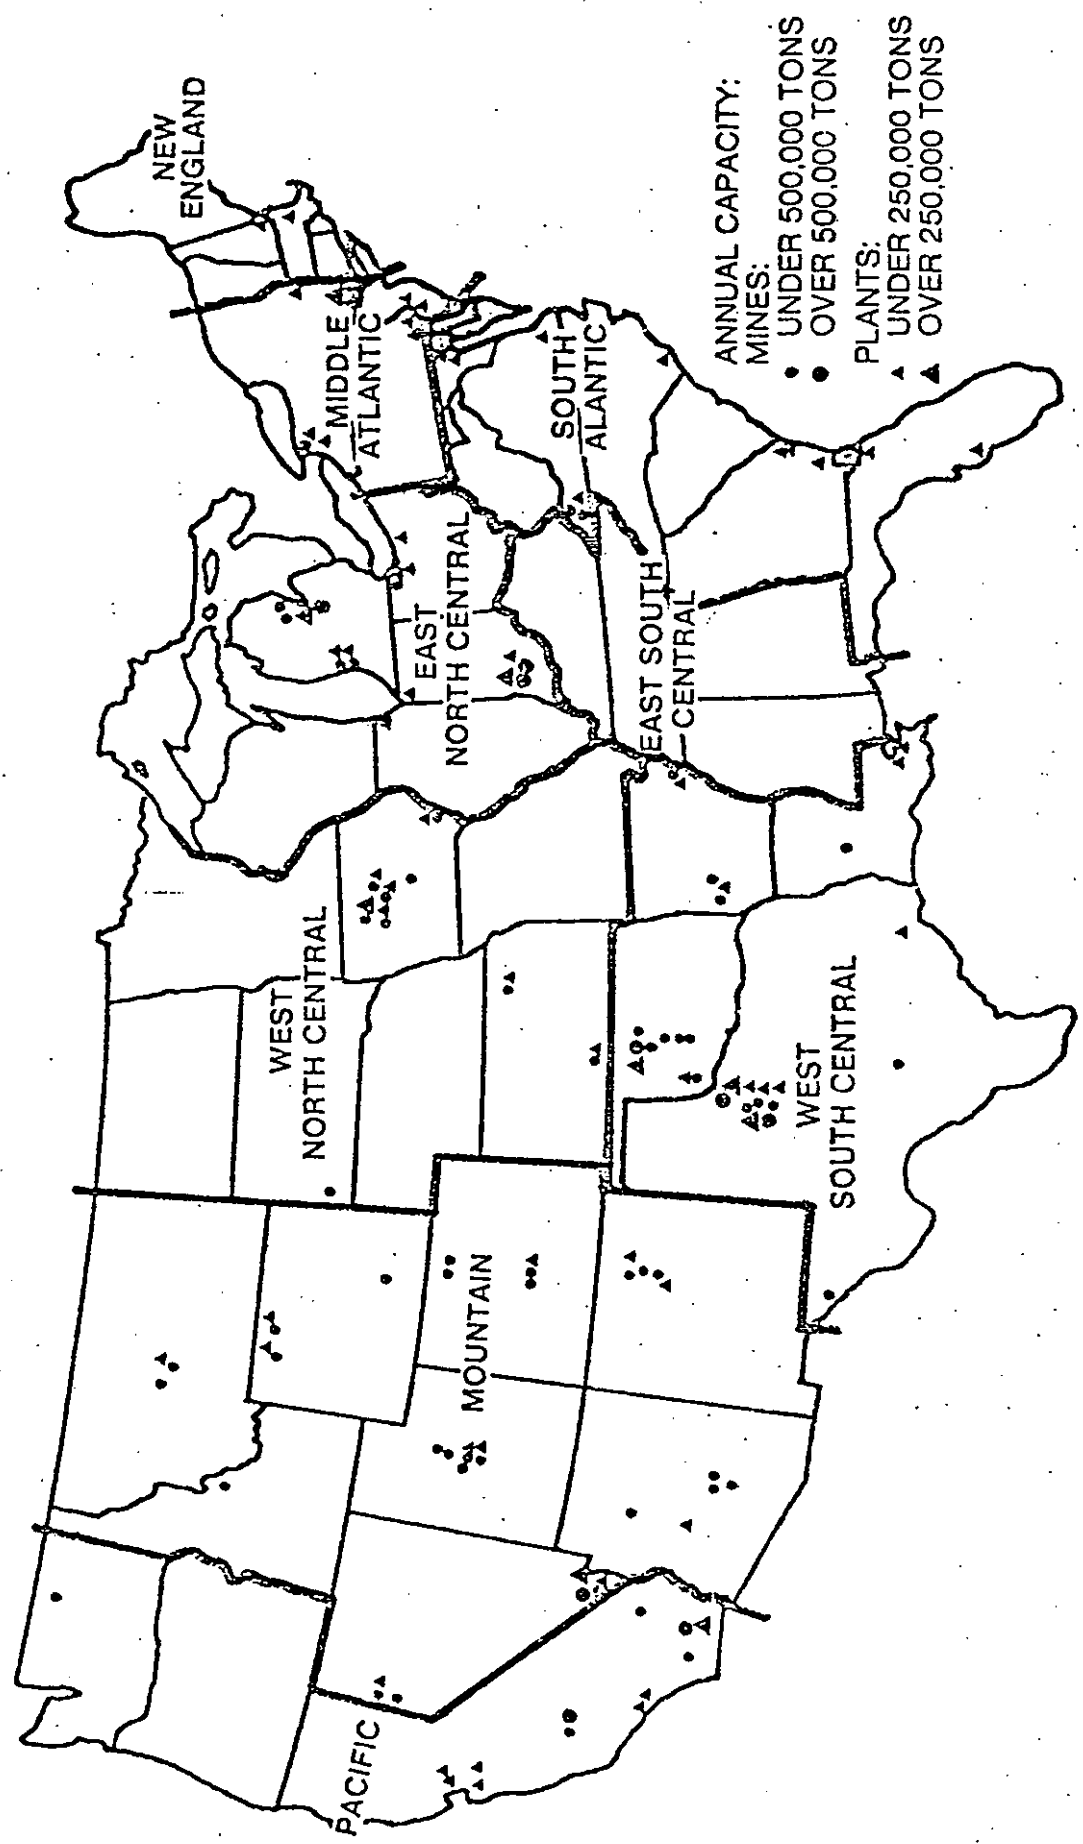 NEW
ENGLAND
MIDDLE
ATLANTIC
SOUTH
ALANTIC
EAST
NORTH CENTRAL
EAST SOUTH
CENTRAL
WEST
NORTH CENTRAL
WEST
SOUTH CENTRAL
MOUNTAIN
PACIFIC
ANNUAL CAPACITY:
MINES:
UNDER 500,000 TONS
OVER 500,000 TONS
PLANTS:
UNDER 250,000 TONS
OVER 250,000 TONS